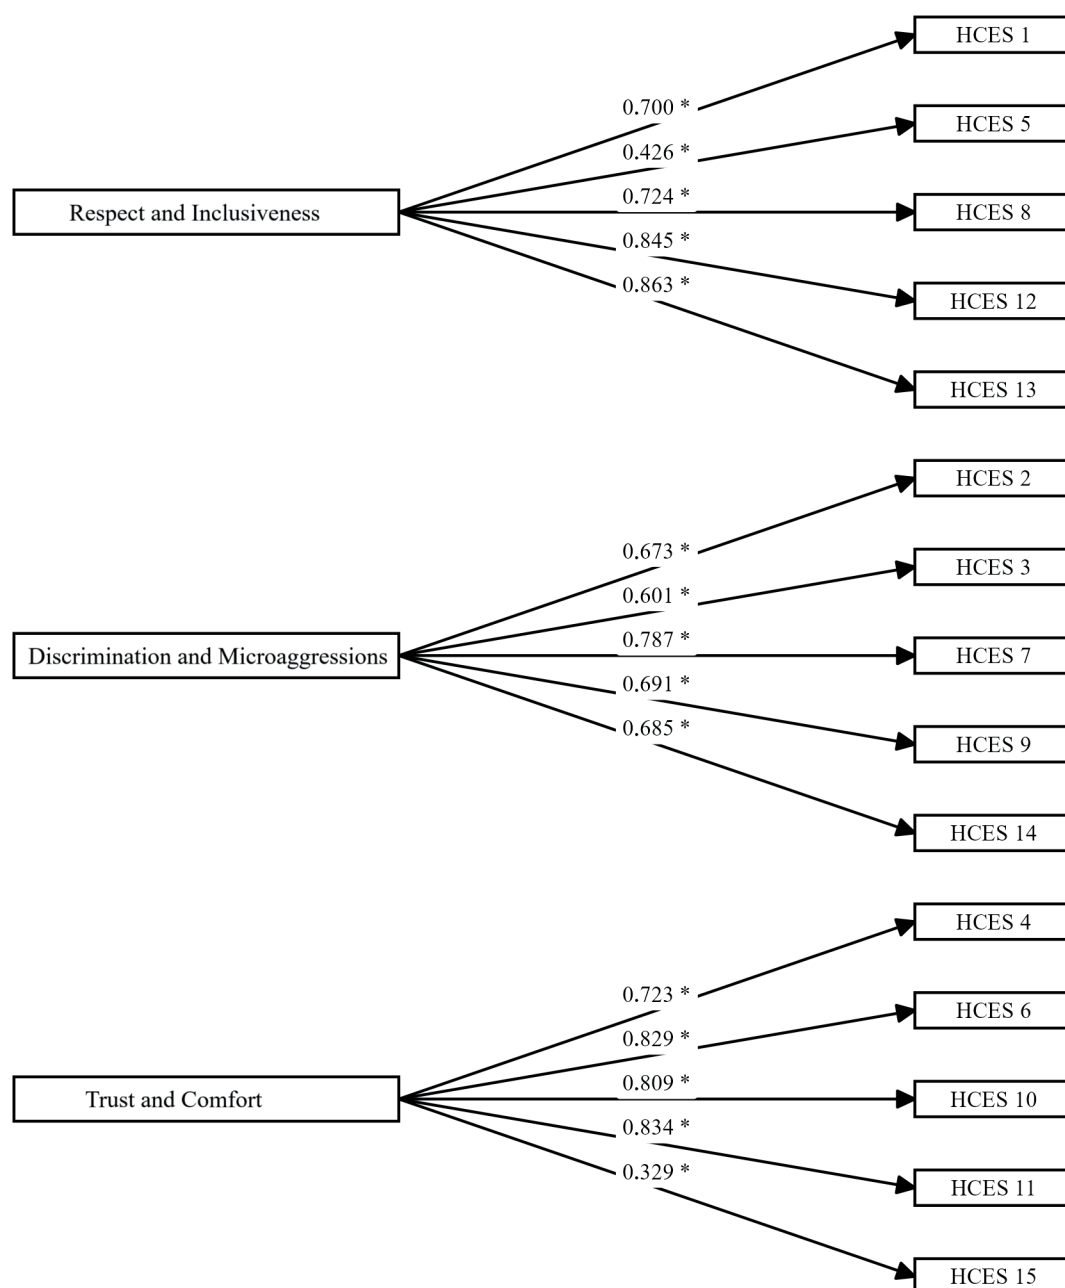 HCES 1
0.700 *
HCES 5
0.426 *
Respect and Inclusiveness
0.724 *
HCES 8
0.845 *
HCES 12
0.863 *
HCES 13
HCES 2
0.673 *
HCES 3
0.601 *
Discrimination and Microaggressions
0.787 *
HCES 7
0.691 *
HCES 9
0.685 *
HCES 14
HCES 4
0.723 *
HCES 6
0.829 *
Trust and Comfort
0.809 *
HCES 10
0.834 *
HCES 11
0.329 *
HCES 15